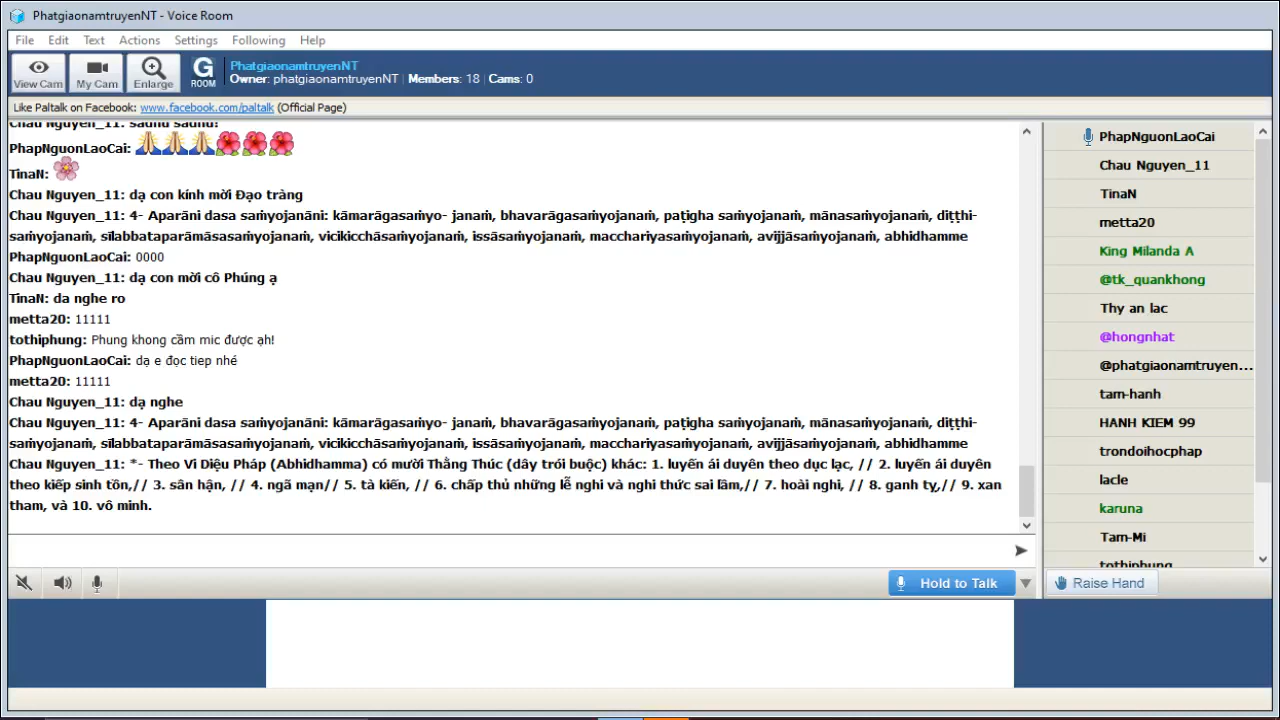 PhatgiaonamtruyenNT - Voice Room
File Edit Text Actions Settings Following Help
View Cam My Cam Enlarge G ROOM
PhatgiaonamtruyenNT
Owner: phatgiaonamtruyenNT | Members: 18 | Cams: 0
Like Paltalk on Facebook: www.facebook.com/paltalk (Official Page)
Chau Nguyen_11: sadhu sadhu!
PhapNguonLaoCai:
TinaN:
Chau Nguyen_11: dạ con kính mời Đạo tràng
Chau Nguyen_11: 4- Aparāni dasa saṁyojanāni: kāmarāgasaṁyo- janaṁ, bhavarāgasaṁyojanaṁ, paṭigha saṁyojanaṁ, mānasaṁyojanaṁ, diṭṭhi-
saṁyojanaṁ, sīlabbataparāmāsasaṁyojanaṁ, vicikicchāsaṁyojanaṁ, issāsaṁyojanaṁ, macchariyasaṁyojanaṁ, avijjāsaṁyojanaṁ, abhidhamme
PhapNguonLaoCai: 0000
Chau Nguyen_11: dạ con mời cô Phúng ạ
TinaN: da nghe ro
metta20: 11111
tothiphung: Phung khong cầm mic được ạh!
PhapNguonLaoCai: dạ e đọc tiep nhé
metta20: 11111
Chau Nguyen_11: dạ nghe
Chau Nguyen_11: 4- Aparāni dasa saṁyojanāni: kāmarāgasaṁyo- janaṁ, bhavarāgasaṁyojanaṁ, paṭigha saṁyojanaṁ, mānasaṁyojanaṁ, diṭṭhi-
saṁyojanaṁ, sīlabbataparāmāsasaṁyojanaṁ, vicikicchāsaṁyojanaṁ, issāsaṁyojanaṁ, macchariyasaṁyojanaṁ, avijjāsaṁyojanaṁ, abhidhamme
Chau Nguyen_11: *- Theo Vi Diệu Pháp (Abhidhamma) có mười Thằng Thúc (dây trói buộc) khác: 1. luyến ái duyên theo dục lạc, // 2. luyến ái duyên
theo kiếp sinh tồn,// 3. sân hận, // 4. ngã mạn// 5. tà kiến, // 6. chấp thủ những lễ nghi và nghi thức sai lầm,// 7. hoài nghi, // 8. ganh tỵ,// 9. xan
tham, và 10. vô minh.
Hold to Talk
PhapNguonLaoCai
Chau Nguyen_11
TinaN
metta20
King Milanda A
@tk_quankhong
Thy an lac
@hongnhat
@phatgiaonamtruyen...
tam-hanh
HANH KIEM 99
trondoihocphap
lacle
karuna
Tam-Mi
tothiphung
Raise Hand